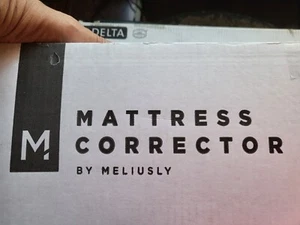 DELTA
M
MATTRESS
CORRECTOR
BY MELIUSLY